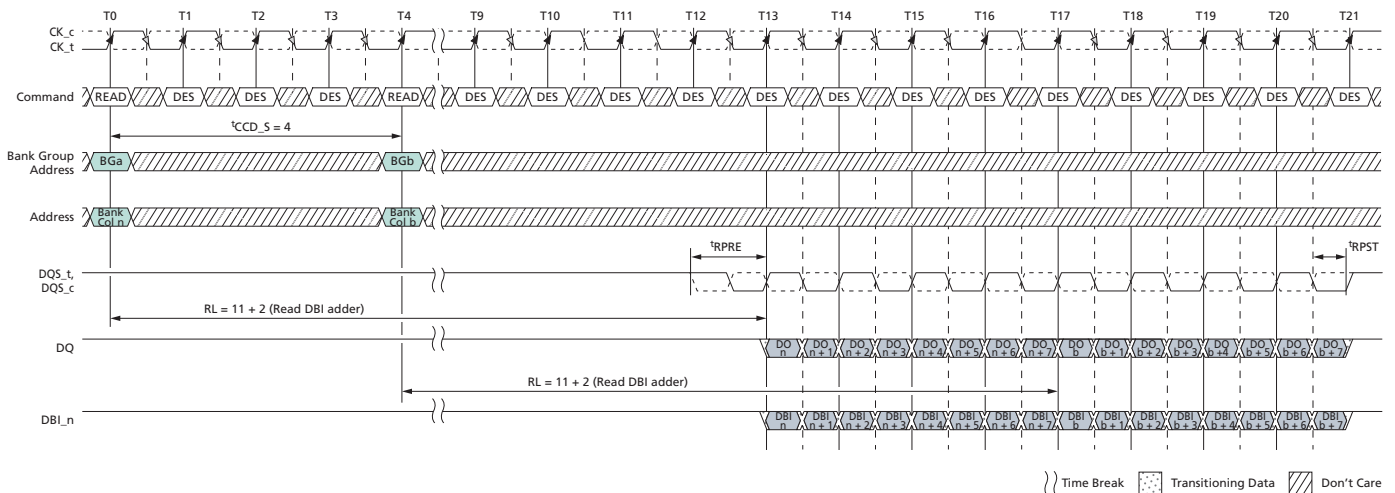 T0 T1 T2 T3 T4 T9 T10 T11 T12 T13 T14 T15 T16 T17 T18 T19 T20 T21
CK_c
CK_t
Command READ DES DES DES READ DES DES DES DES DES DES DES DES DES DES DES DES DES
tCCD_S = 4
Bank Group
Address BGa BGb
Address Bank
Col n Bank
Col b
tRPRE tRPST
DQS_t,
DQS_c
RL = 11 + 2 (Read DBI adder)
DQ DO
n DO
n + 1 DO
n + 2 DO
n + 3 DO
n + 4 DO
n + 5 DO
n + 6 DO
n + 7 DO
b DO
b + 1 DO
b + 2 DO
b + 3 DO
b + 4 DO
b + 5 DO
b + 6 DO
b + 7
RL = 11 + 2 (Read DBI adder)
DBI_n DBI
n DBI
n + 1 DBI
n + 2 DBI
n + 3 DBI
n + 4 DBI
n + 5 DBI
n + 6 DBI
n + 7 DBI
b DBI
b + 1 DBI
b + 2 DBI
b + 3 DBI
b + 4 DBI
b + 5 DBI
b + 6 DBI
b + 7
Time Break Transitioning Data Don't Care